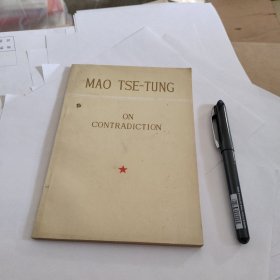 MAO TSE-TUNG
ON
CONTRADICTION